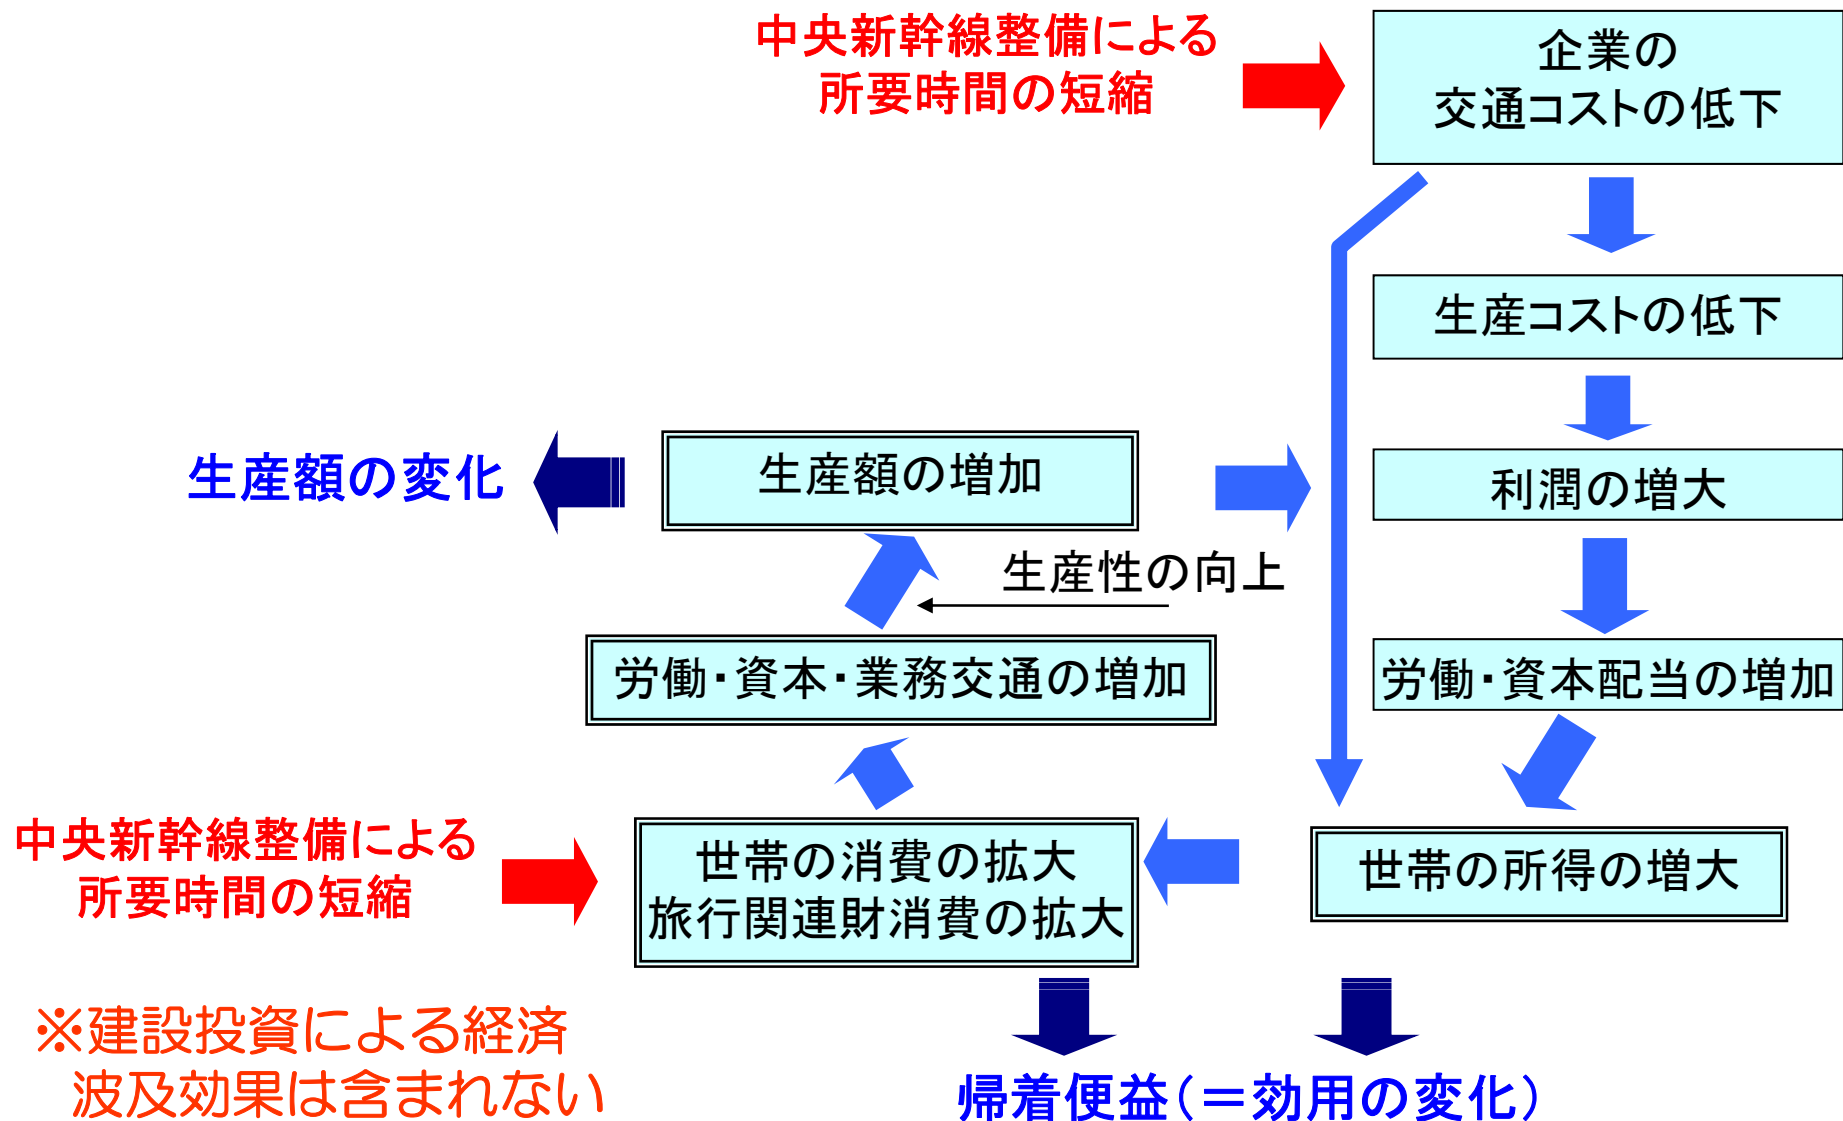 中央新幹線整備による
所要時間の短縮
企業の
交通コストの低下
生産コストの低下
生産額の変化
生産額の増加
利潤の増大
生産性の向上
労働・資本・業務交通の増加
労働・資本配当の増加
中央新幹線整備による
所要時間の短縮
世帯の消費の拡大
旅行関連財消費の拡大
世帯の所得の増大
※建設投資による経済
波及効果は含まれない
帰着便益(=効用の変化)